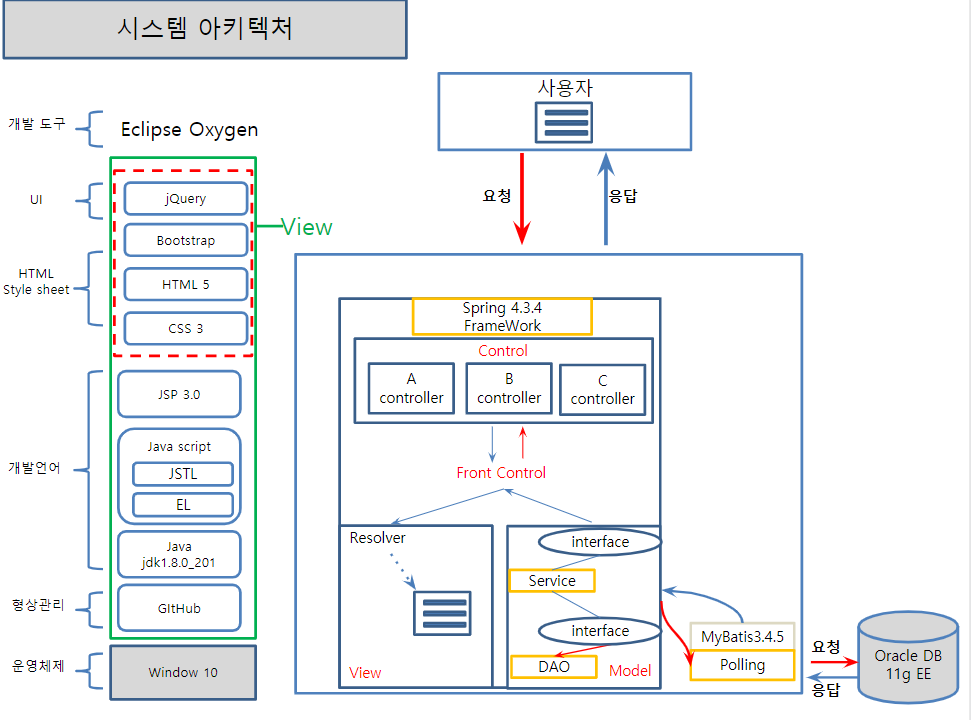 시스템 아키텍처
사용자
개발 도구
Eclipse Oxygen
요청
응답
UI
jQuery
View
Bootstrap
HTML
Style sheet
HTML 5
CSS 3
Spring 4.3.4
FrameWork
Control
A
controller
B
controller
C
controller
JSP 3.0
개발언어
Java script
JSTL
EL
Front Control
Java
jdk1.8.0_201
Resolver
interface
Service
interface
DAO
View
Model
형상관리
GItHub
운영체제
Window 10
MyBatis3.4.5
Polling
요청
응답
Oracle DB
11g EE